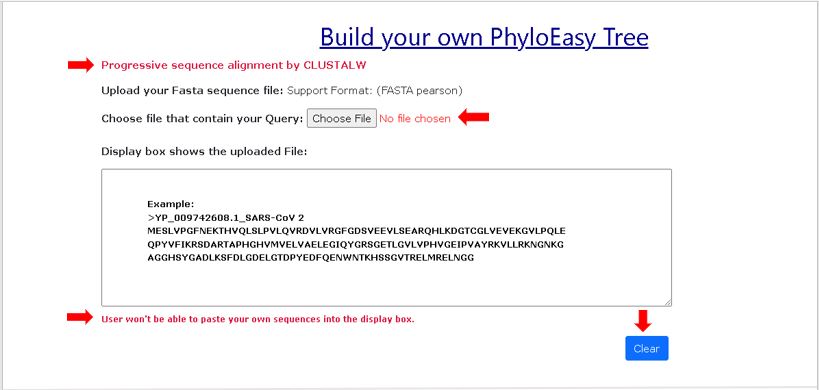 Build your own PhyloEasy Tree
Progressive sequence alignment by CLUSTALW
Upload your Fasta sequence file: Support Format: (FASTA pearson)
Choose file that contain your Query: Choose File No file chosen
Display box shows the uploaded File:
Example:
>YP_009742608.1_SARS-CoV 2
MESLVPGFNEKTHVQLSLPVLQVRDVLVRGFGDSVEEVLSEARQHLKDGTCGLVEVEKGVLPQLE
QPYVFIKRSDARTAPHGHVMVELVAELEGIQYGRSGETLGVLVPHVGEIPVAYRKVLLRKNGNKG
AGGHSYGADLKSFDLGDELGTDPYEDFQENWNTKHSSGVTRELMRELNGG
User won't be able to paste your own sequences into the display box.
Clear